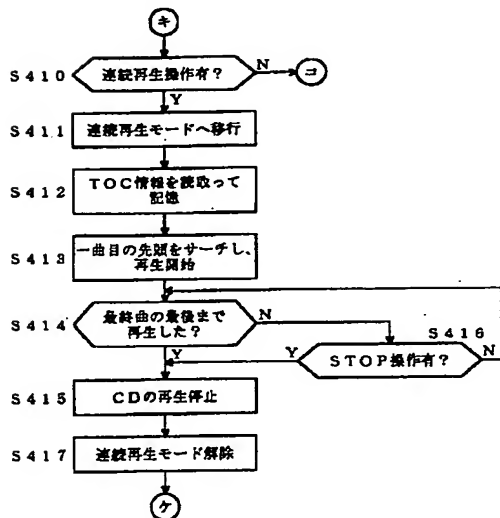 キ
S410
連続再生操作有?
N
コ
Y
S411
連続再生モードへ移行
S412
TOC情報を読取って
記憶
S413
一曲目の先頭をサーチし、
再生開始
S414
最終曲の最後まで
再生した?
N
S416
Y
Y
STOP操作有?
N
S415
CDの再生停止
S417
連続再生モード解除
ケ